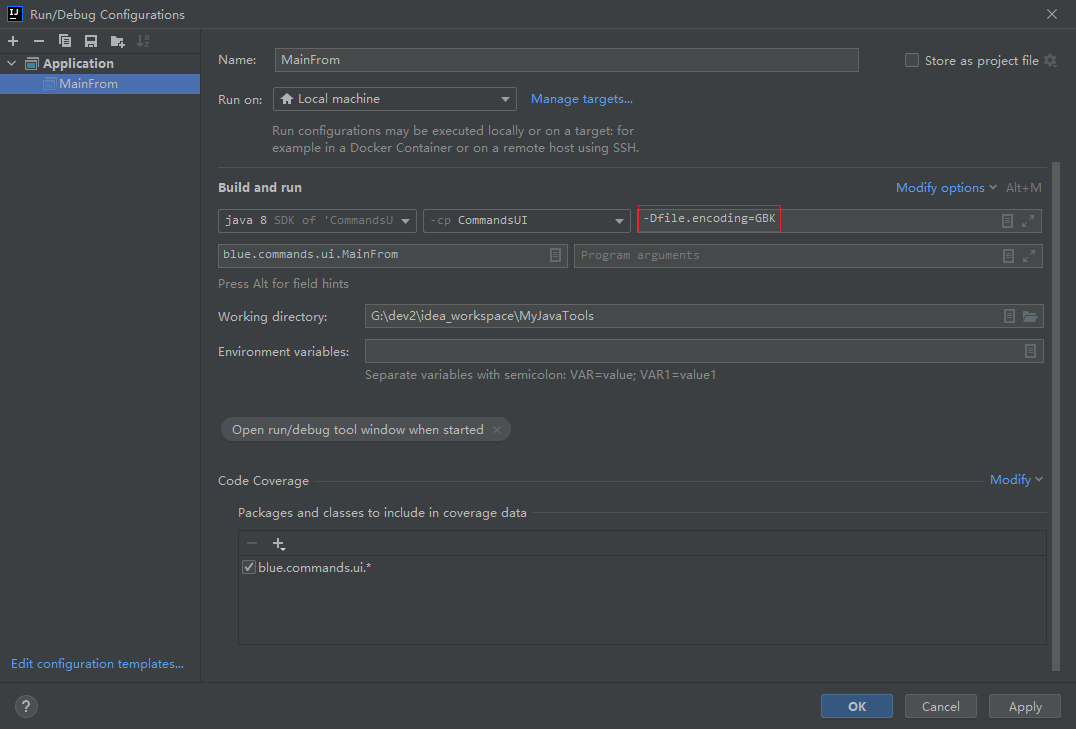 IJ Run/Debug Configurations
Application
MainFrom
Name: MainFrom Store as project file
Run on: Local machine Manage targets...
Run configurations may be executed locally or on a target: for
example in a Docker Container or on a remote host using SSH.
Build and run Modify options Alt+M
java 8 SDK of 'CommandsU -cp CommandsUI -Dfile.encoding=GBK
blue.commands.ui.MainFrom Program arguments
Press Alt for field hints
Working directory: G:\dev2\idea_workspace\MyJavaTools
Environment variables:
Separate variables with semicolon: VAR=value; VAR1=value1
Open run/debug tool window when started
Code Coverage Modify
Packages and classes to include in coverage data
blue.commands.ui.*
Edit configuration templates...
? OK Cancel Apply